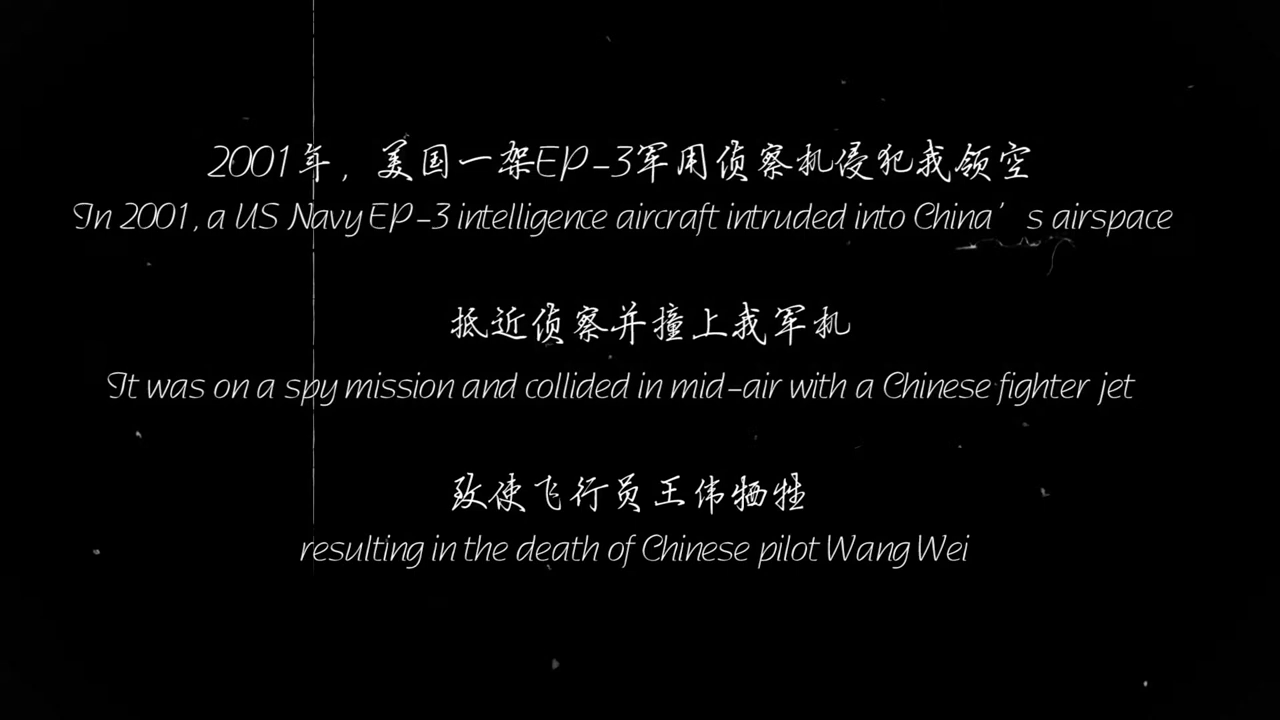 2001年，美国一架EP-3军用侦察机侵犯我领空
In 2001, a US Navy EP-3 intelligence aircraft intruded into China’s airspace
抵近侦察并撞上我军机
It was on a spy mission and collided in mid-air with a Chinese fighter jet
致使飞行员王伟牺牲
resulting in the death of Chinese pilot Wang Wei